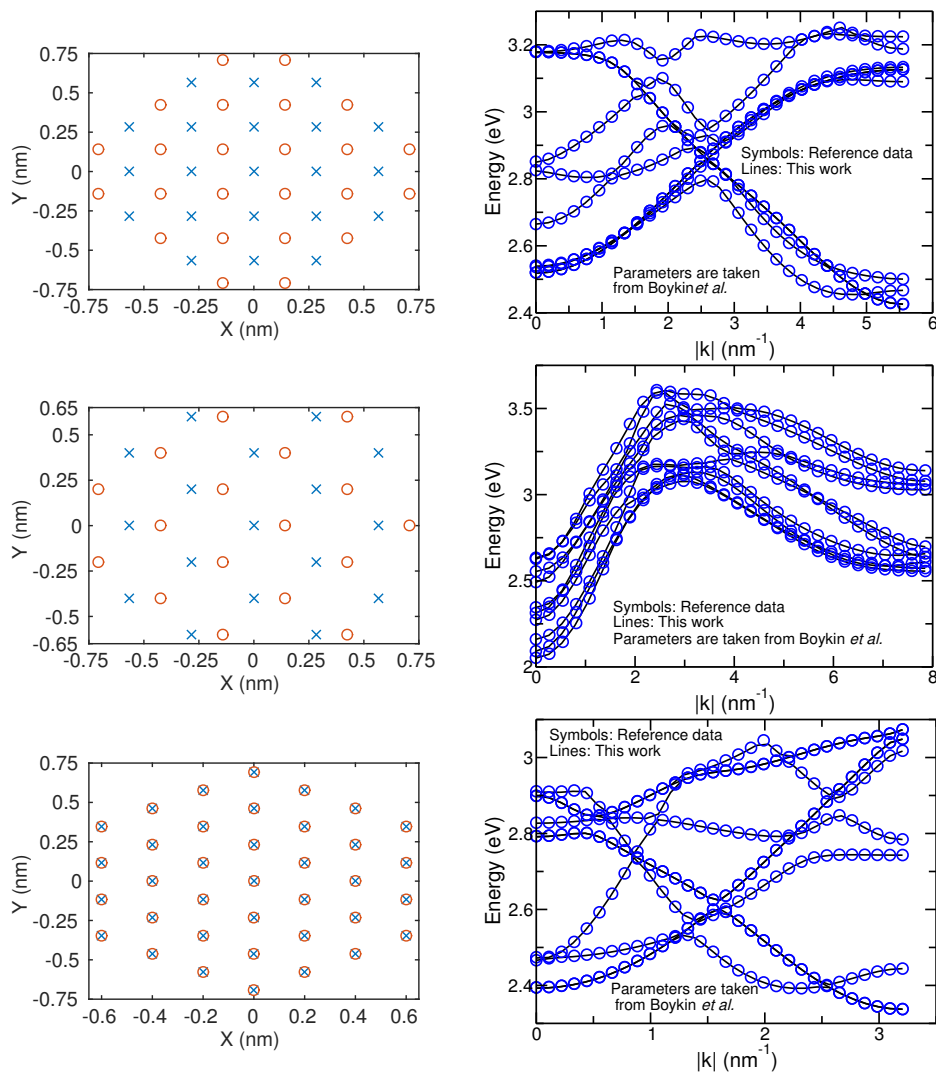 0.75
0.5
0.25
0
-0.25
-0.5
-0.75
Y (nm)
-0.75 -0.5 -0.25 0 0.25 0.5 0.75
X (nm)
3.2
3
2.8
2.6
2.4
Energy (eV)
Symbols: Reference data
Lines: This work
Parameters are taken
from Boykin et al.
0 1 2 3 4 5 6
|k| (nm-1)
0.65
0.5
0.25
0
-0.25
-0.5
-0.65
Y (nm)
-0.75 -0.5 -0.25 0 0.25 0.5 0.75
X (nm)
3.5
3
2.5
2
Energy (eV)
Symbols: Reference data
Lines: This work
Parameters are taken from Boykin et al.
0 2 4 6 8
|k| (nm-1)
0.75
0.5
0.25
0
-0.25
-0.5
-0.75
Y (nm)
-0.6 -0.4 -0.2 0 0.2 0.4 0.6
X (nm)
Symbols: Reference data
Lines: This work
3
2.8
2.6
2.4
Energy (eV)
Parameters are taken
from Boykin et al.
0 1 2 3
|k| (nm-1)